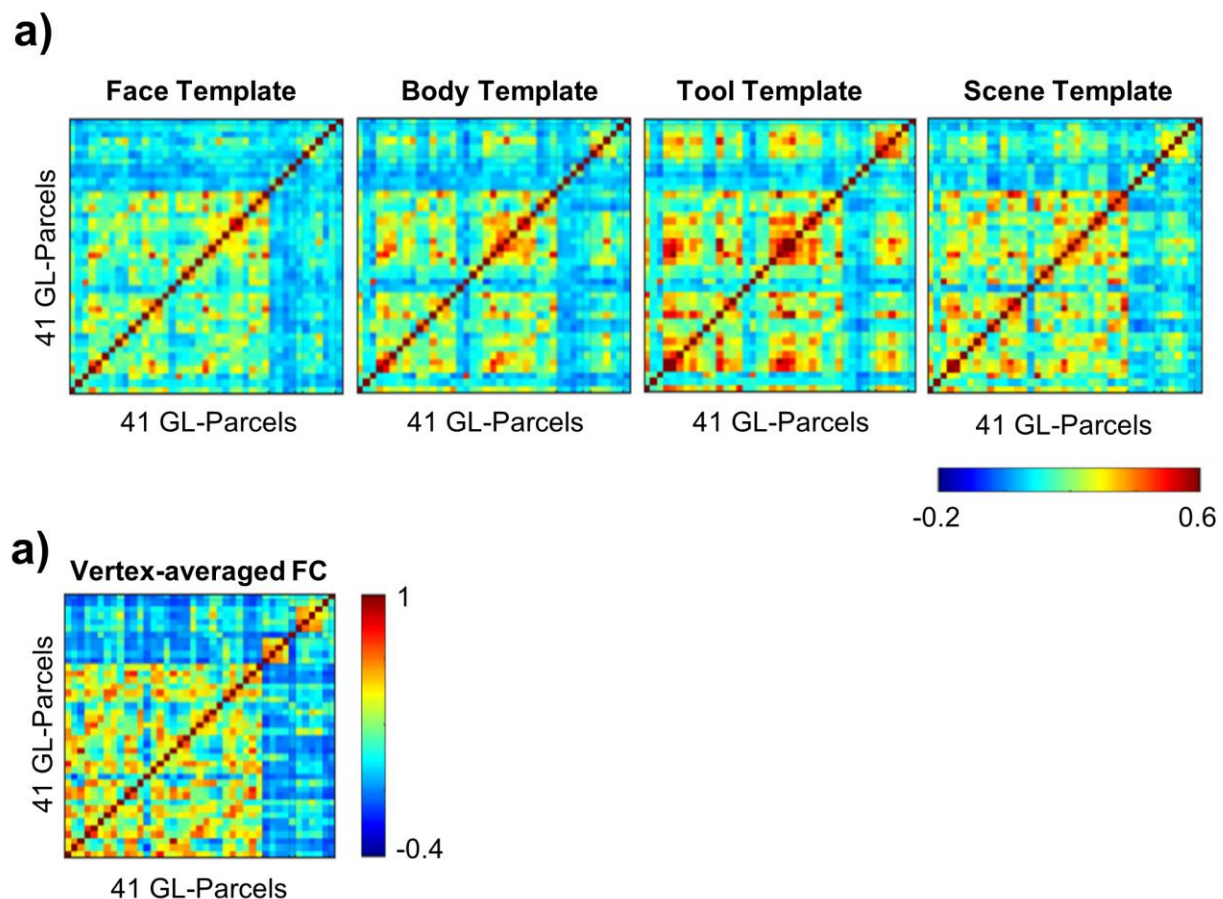 a)
Face Template
Body Template
Tool Template
Scene Template
41 GL-Parcels
41 GL-Parcels
41 GL-Parcels
41 GL-Parcels
41 GL-Parcels
-0.2
0.6
a)
Vertex-averaged FC
1
41 GL-Parcels
-0.4
41 GL-Parcels